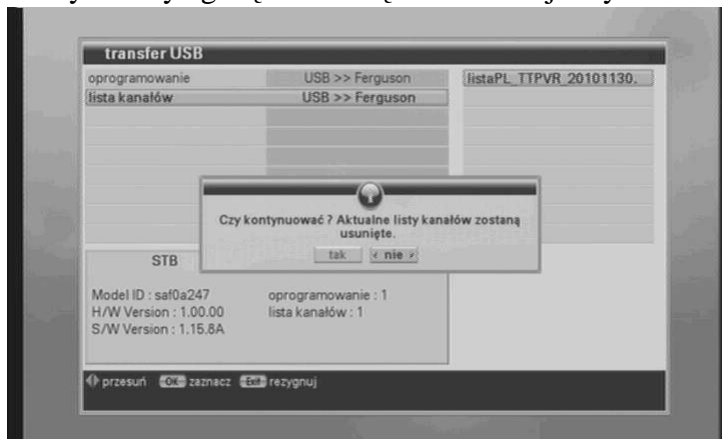 transfer USB
oprogramowanie USB >> Ferguson listaPL_TTPVR_20101130.
lista kanałów USB >> Ferguson
Czy kontynuować ? Aktualne listy kanałów zostaną
usunięte.
tak ‹ nie ›
STB
Model ID : saf0a247 oprogramowanie : 1
H/W Version : 1.00.00 lista kanałów : 1
S/W Version : 1.15.8A
przesuń OK zaznacz Exit rezygnuj